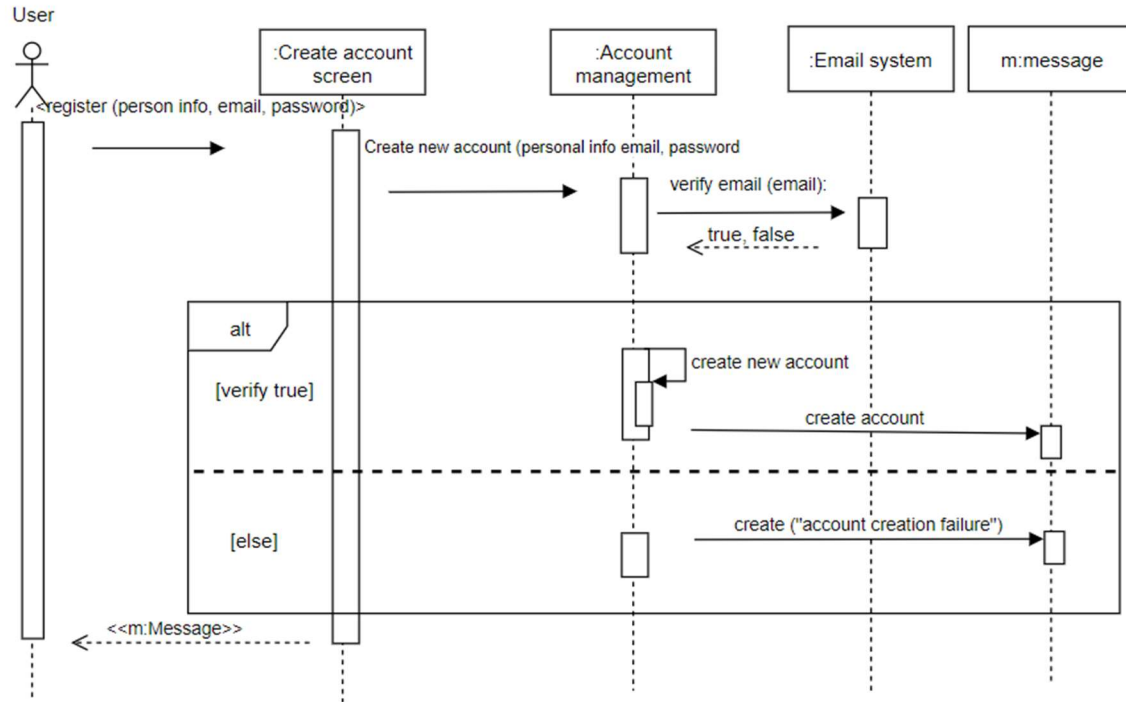 User
:Create account
screen
:Account
management
:Email system
m:message
<register (person info, email, password)>
Create new account (personal info email, password
verify email (email):
true, false
alt
[verify true]
create new account
create account
[else]
create ("account creation failure")
<<m:Message>>